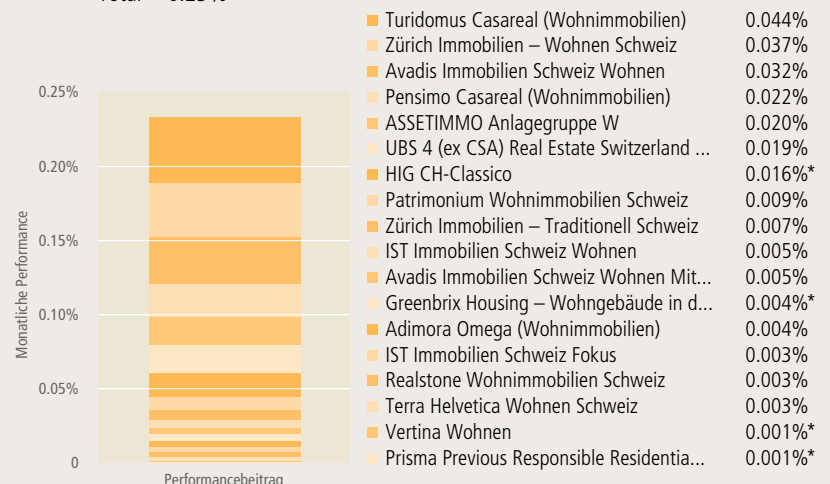 Turidomus Casareal (Wohnimmobilien) 0.044%
Zürich Immobilien – Wohnen Schweiz 0.037%
Avadis Immobilien Schweiz Wohnen 0.032%
Pensimo Casareal (Wohnimmobilien) 0.022%
ASSETIMMO Anlagegruppe W 0.020%
UBS 4 (ex CSA) Real Estate Switzerland ... 0.019%
HIG CH-Classico 0.016%*
Patrimonium Wohnimmobilien Schweiz 0.009%
Zürich Immobilien – Traditionell Schweiz 0.007%
IST Immobilien Schweiz Wohnen 0.005%
Avadis Immobilien Schweiz Wohnen Mit... 0.005%
Greenbrix Housing – Wohngebäude in d... 0.004%*
Adimora Omega (Wohnimmobilien) 0.004%
IST Immobilien Schweiz Fokus 0.003%
Realstone Wohnimmobilien Schweiz 0.003%
Terra Helvetica Wohnen Schweiz 0.003%
Vertina Wohnen 0.001%*
Prisma Previous Responsible Residentia... 0.001%*
Monatliche Performance
0.25%
0.20%
0.15%
0.10%
0.05%
0
Performancebeitrag